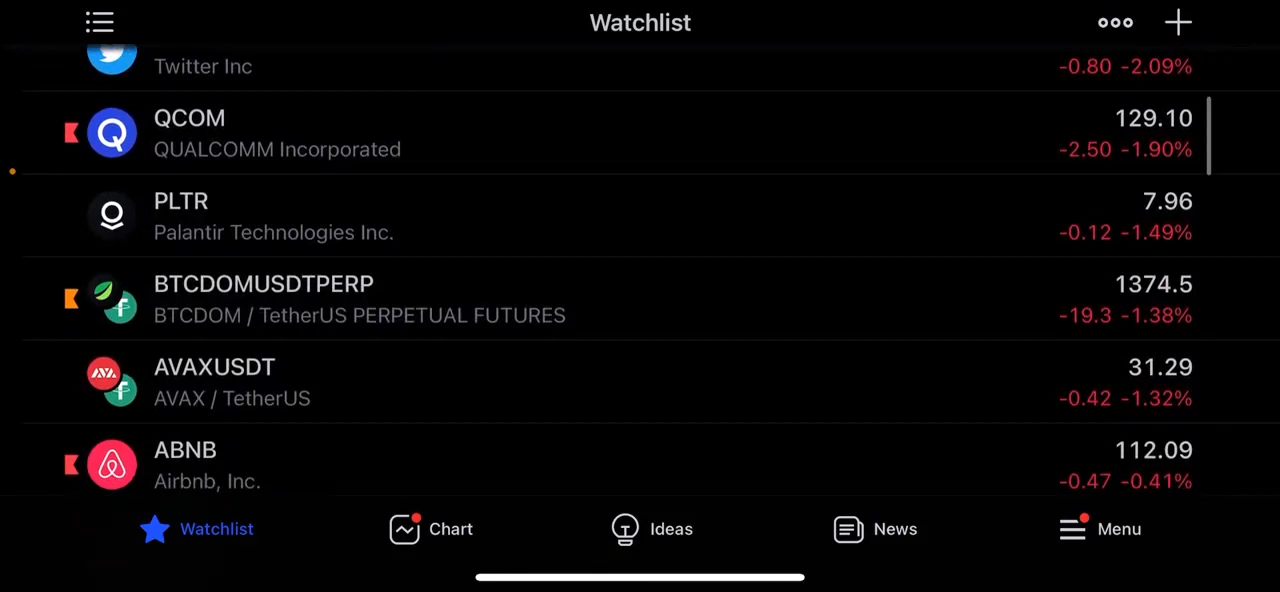 Watchlist
Twitter Inc
-0.80 -2.09%
QCOM
129.10
QUALCOMM Incorporated
-2.50 -1.90%
PLTR
7.96
Palantir Technologies Inc.
-0.12 -1.49%
BTCDOMUSDTPERP
1374.5
BTCDOM / TetherUS PERPETUAL FUTURES
-19.3 -1.38%
AVAXUSDT
31.29
AVAX / TetherUS
-0.42 -1.32%
ABNB
112.09
Airbnb, Inc.
-0.47 -0.41%
Watchlist
Chart
Ideas
News
Menu